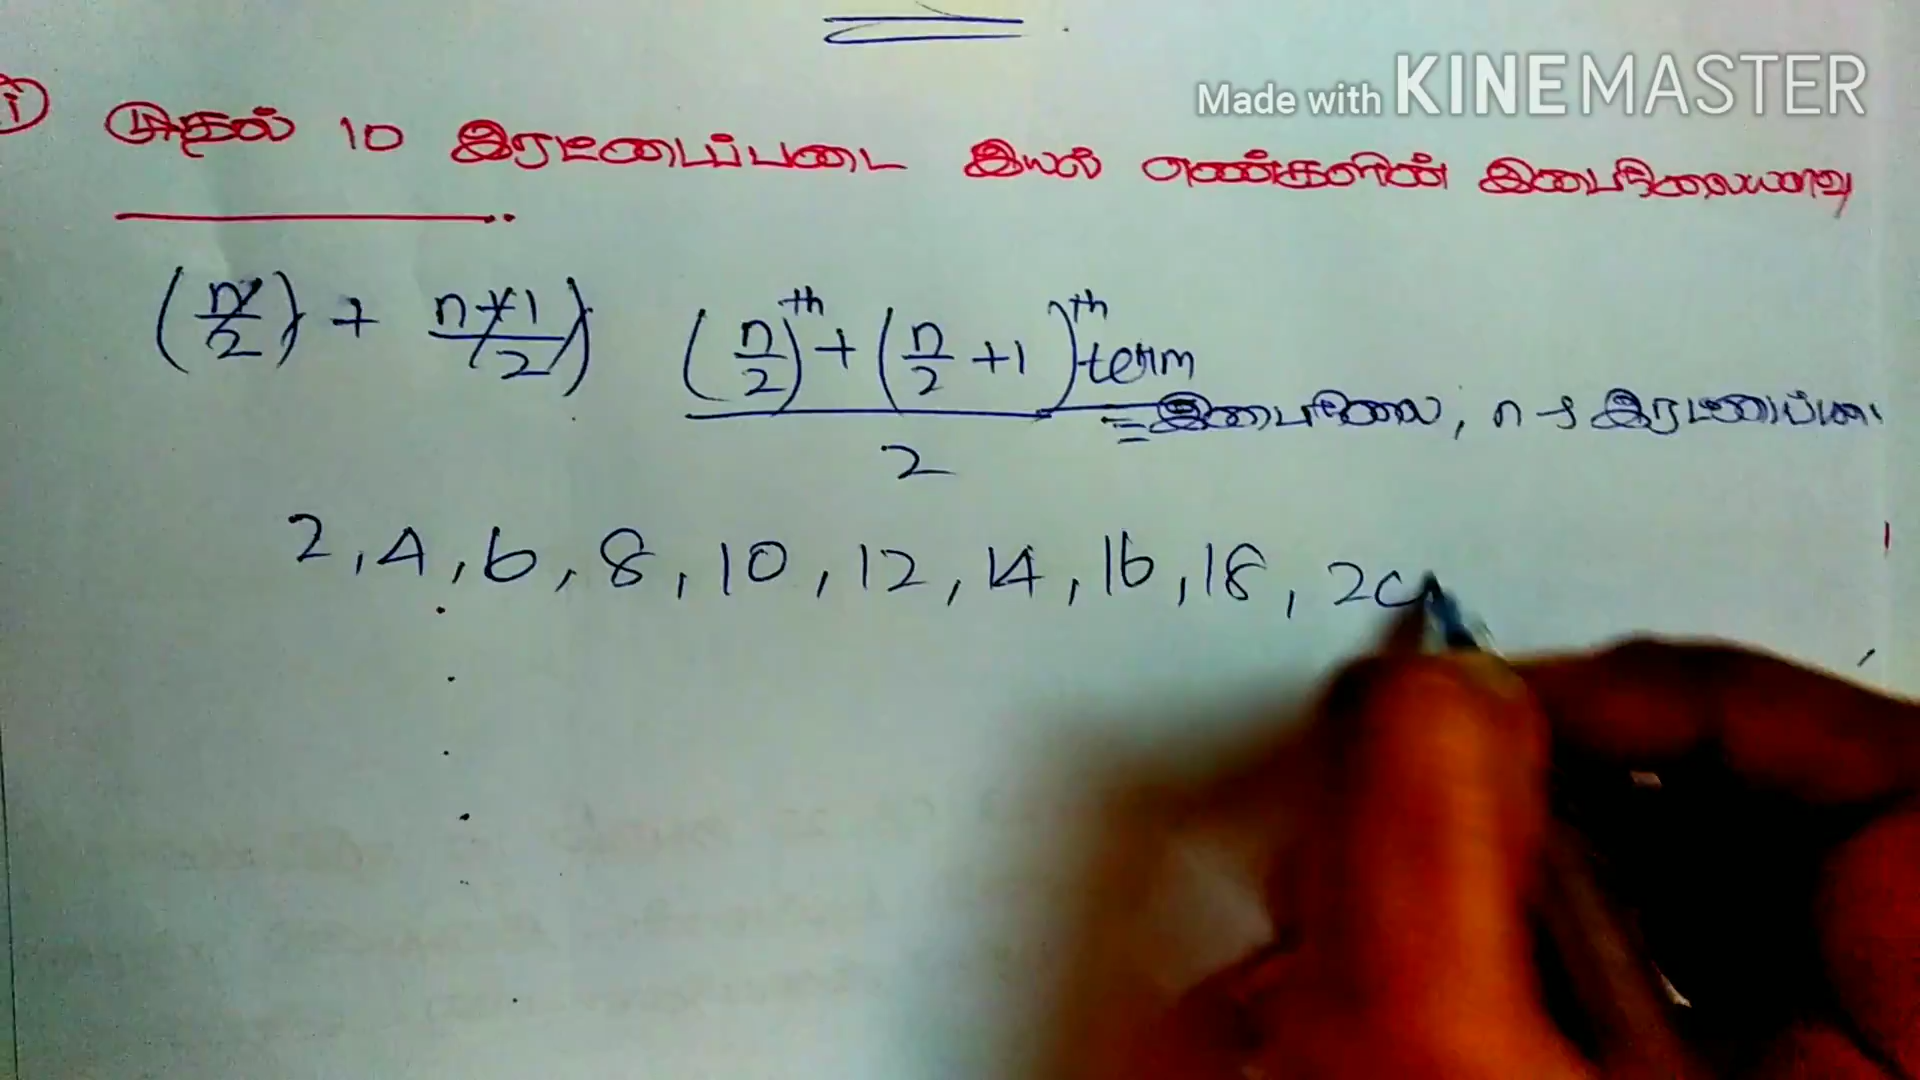 Made with KINEMASTER
i) முதல் 10 இரட்டைப்படை இயல் எண்களின் இடைநிலையளவு
(n/2) + n+1/2) ((n/2)th + (n/2 + 1)th term)/2 = இடைநிலை, n → இரட்டைப்படை
2, 4, 6, 8, 10, 12, 14, 16, 18, 20